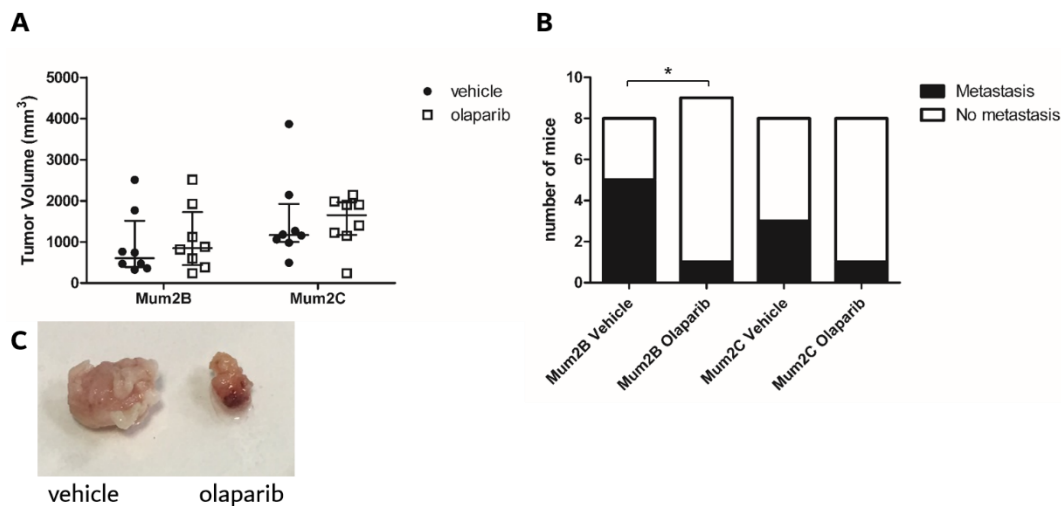 A
Tumor Volume (mm³)
5000
4000
3000
2000
1000
0
Mum2B
Mum2C
vehicle
olaparib
B
*
number of mice
10
8
6
4
2
0
Mum2B Vehicle
Mum2B Olaparib
Mum2C Vehicle
Mum2C Olaparib
Metastasis
No metastasis
C
vehicle
olaparib